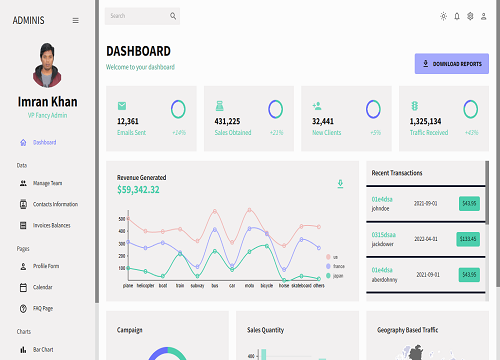 ADMINIS
Imran Khan
VP Fancy Admin
Dashboard
Data
Manage Team
Contacts Information
Invoices Balances
Pages
Profile Form
Calendar
FAQ Page
Charts
Bar Chart
Search
DASHBOARD
Welcome to your dashboard
DOWNLOAD REPORTS
12,361
Emails Sent
+14%
431,225
Sales Obtained
+21%
32,441
New Clients
+5%
1,325,134
Traffic Received
+43%
Revenue Generated
$59,342.32
500
400
300
200
100
plane helicopter boat train subway bus car moto bicycle horse skateboard others
us
france
japan
Recent Transactions
01e4dsa
johndoe
2021-09-01
$43.95
0315dsaa
jackdower
2022-04-01
$133.45
01e4dsa
aberdohnny
2021-09-01
$43.95
Campaign
Sales Quantity
400
Geography Based Traffic